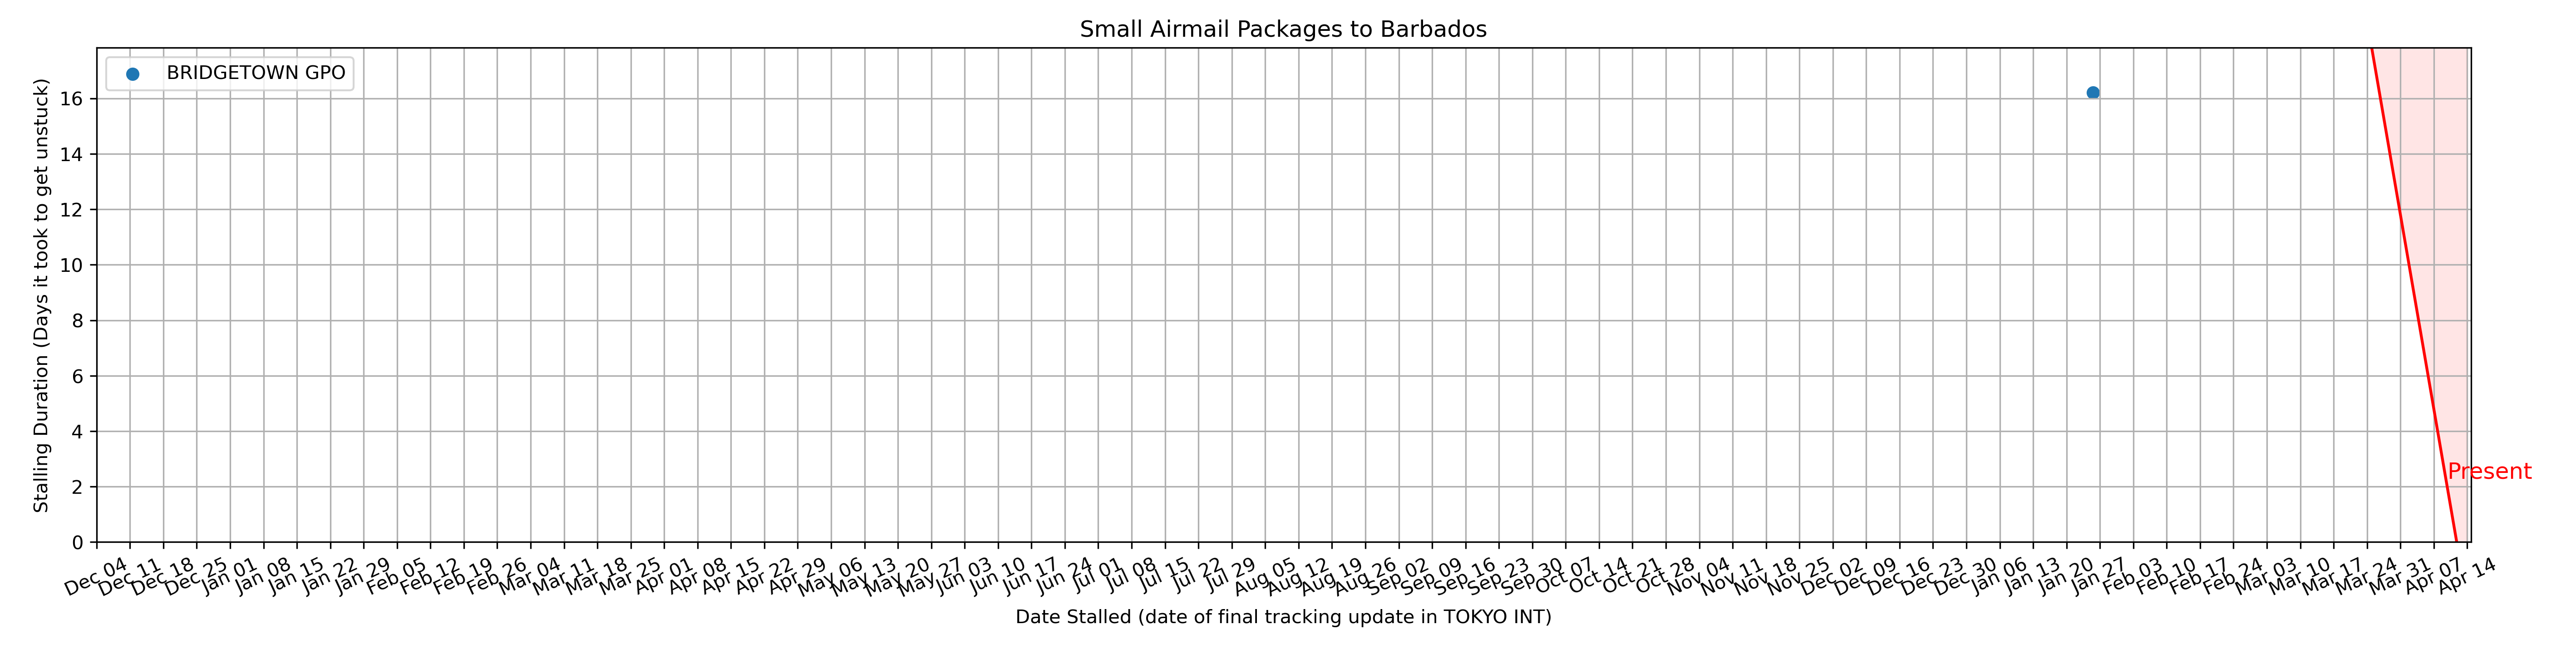 Small Airmail Packages to Barbados
BRIDGETOWN GPO
Stalling Duration (Days it took to get unstuck)
16
14
12
10
8
6
4
2
0
Present
Dec 04 Dec 11 Dec 18 Dec 25 Jan 01 Jan 08 Jan 15 Jan 22 Jan 29 Feb 05 Feb 12 Feb 19 Feb 26 Mar 04 Mar 11 Mar 18 Mar 25 Apr 01 Apr 08 Apr 15 Apr 22 Apr 29 May 06 May 13 May 20 May 27 Jun 03 Jun 10 Jun 17 Jun 24 Jul 01 Jul 08 Jul 15 Jul 22 Jul 29 Aug 05 Aug 12 Aug 19 Aug 26 Sep 02 Sep 09 Sep 16 Sep 23 Sep 30 Oct 07 Oct 14 Oct 21 Oct 28 Nov 04 Nov 11 Nov 18 Nov 25 Dec 02 Dec 09 Dec 16 Dec 23 Dec 30 Jan 06 Jan 13 Jan 20 Jan 27 Feb 03 Feb 10 Feb 17 Feb 24 Mar 03 Mar 10 Mar 17 Mar 24 Mar 31 Apr 07 Apr 14
Date Stalled (date of final tracking update in TOKYO INT)